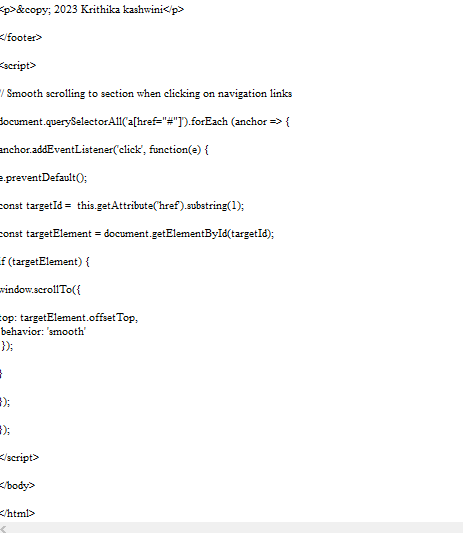 <p>&copy; 2023 Krithika kashwini</p>
</footer>
<script>
/ Smooth scrolling to section when clicking on navigation links
document.querySelectorAll('a[href="#"]').forEach (anchor => {
anchor.addEventListener('click', function(e) {
e.preventDefault();
const targetId = this.getAttribute('href').substring(1);
const targetElement = document.getElementById(targetId);
if (targetElement) {
window.scrollTo({
top: targetElement.offsetTop,
behavior: 'smooth'
});
}
});
});
</script>
</body>
</html>